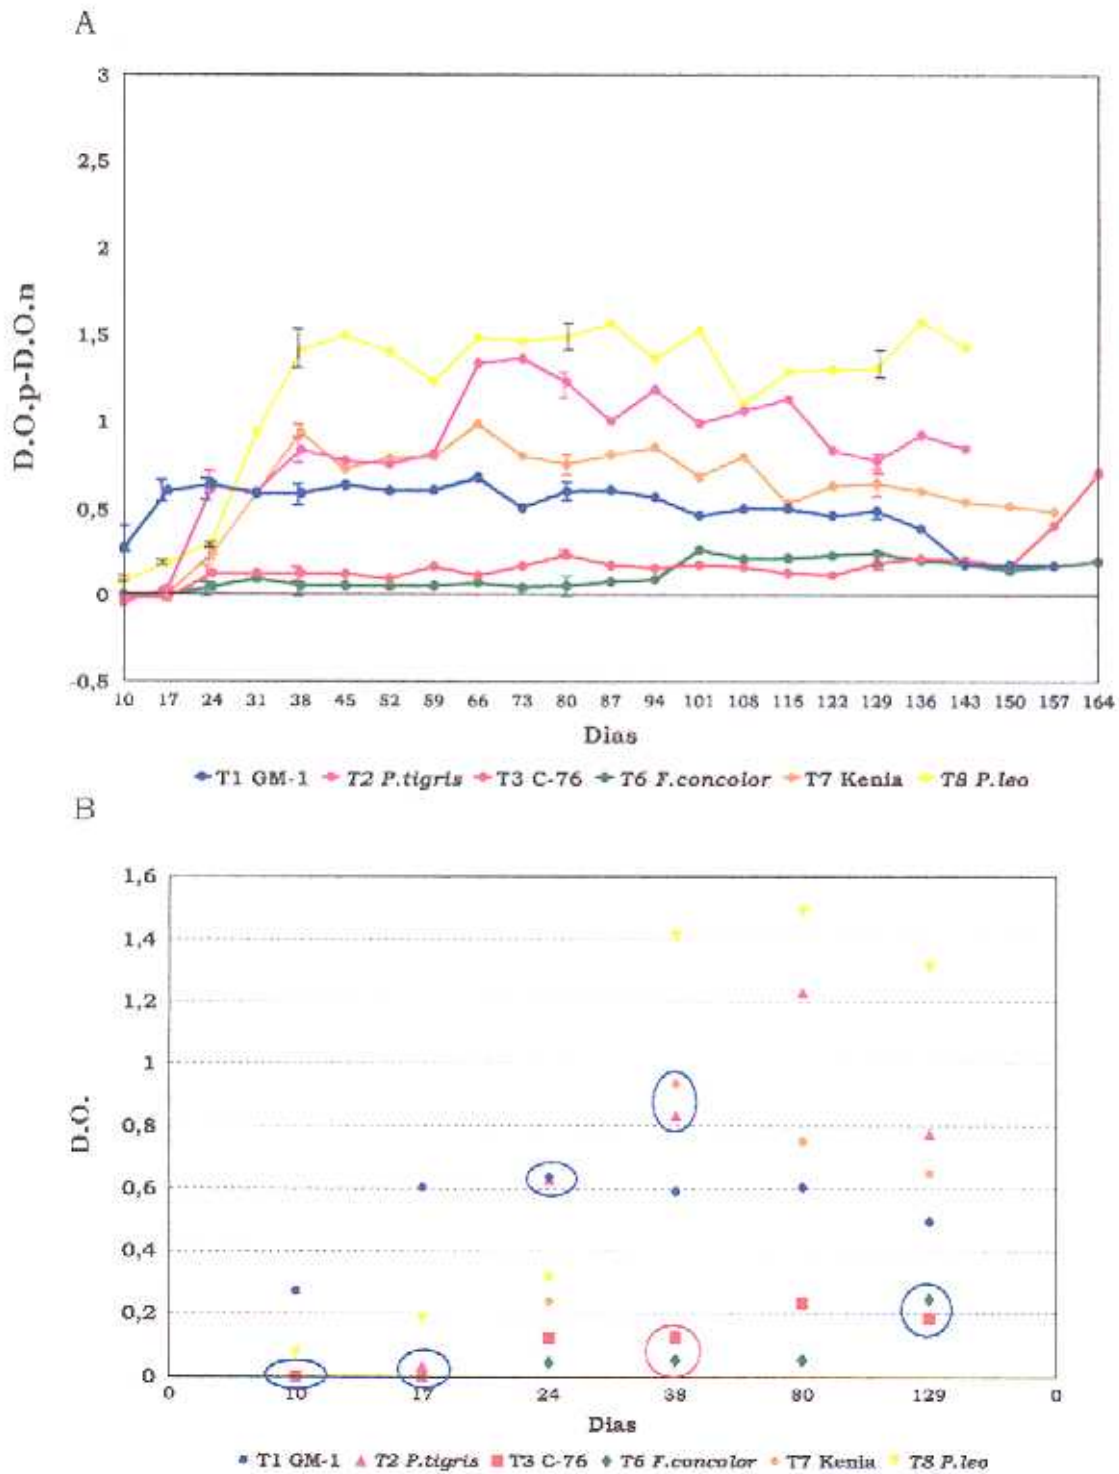 A
3
2,5
2
1,5
1
0,5
0
-0,5
D.O.p-D.O.n
10 17 24 31 38 45 52 59 66 73 80 87 94 101 108 115 122 129 136 143 150 157 164
Dias
T1 GM-1 T2 P.tigris T3 C-76 T6 F.concolor T7 Kenia T8 P.leo
B
1,6
1,4
1,2
1
0,8
0,6
0,4
0,2
0
D.O.
0 10 17 24 38 80 129 0
Dias
T1 GM-1 T2 P.tigris T3 C-76 T6 F.concolor T7 Kenia T8 P.leo